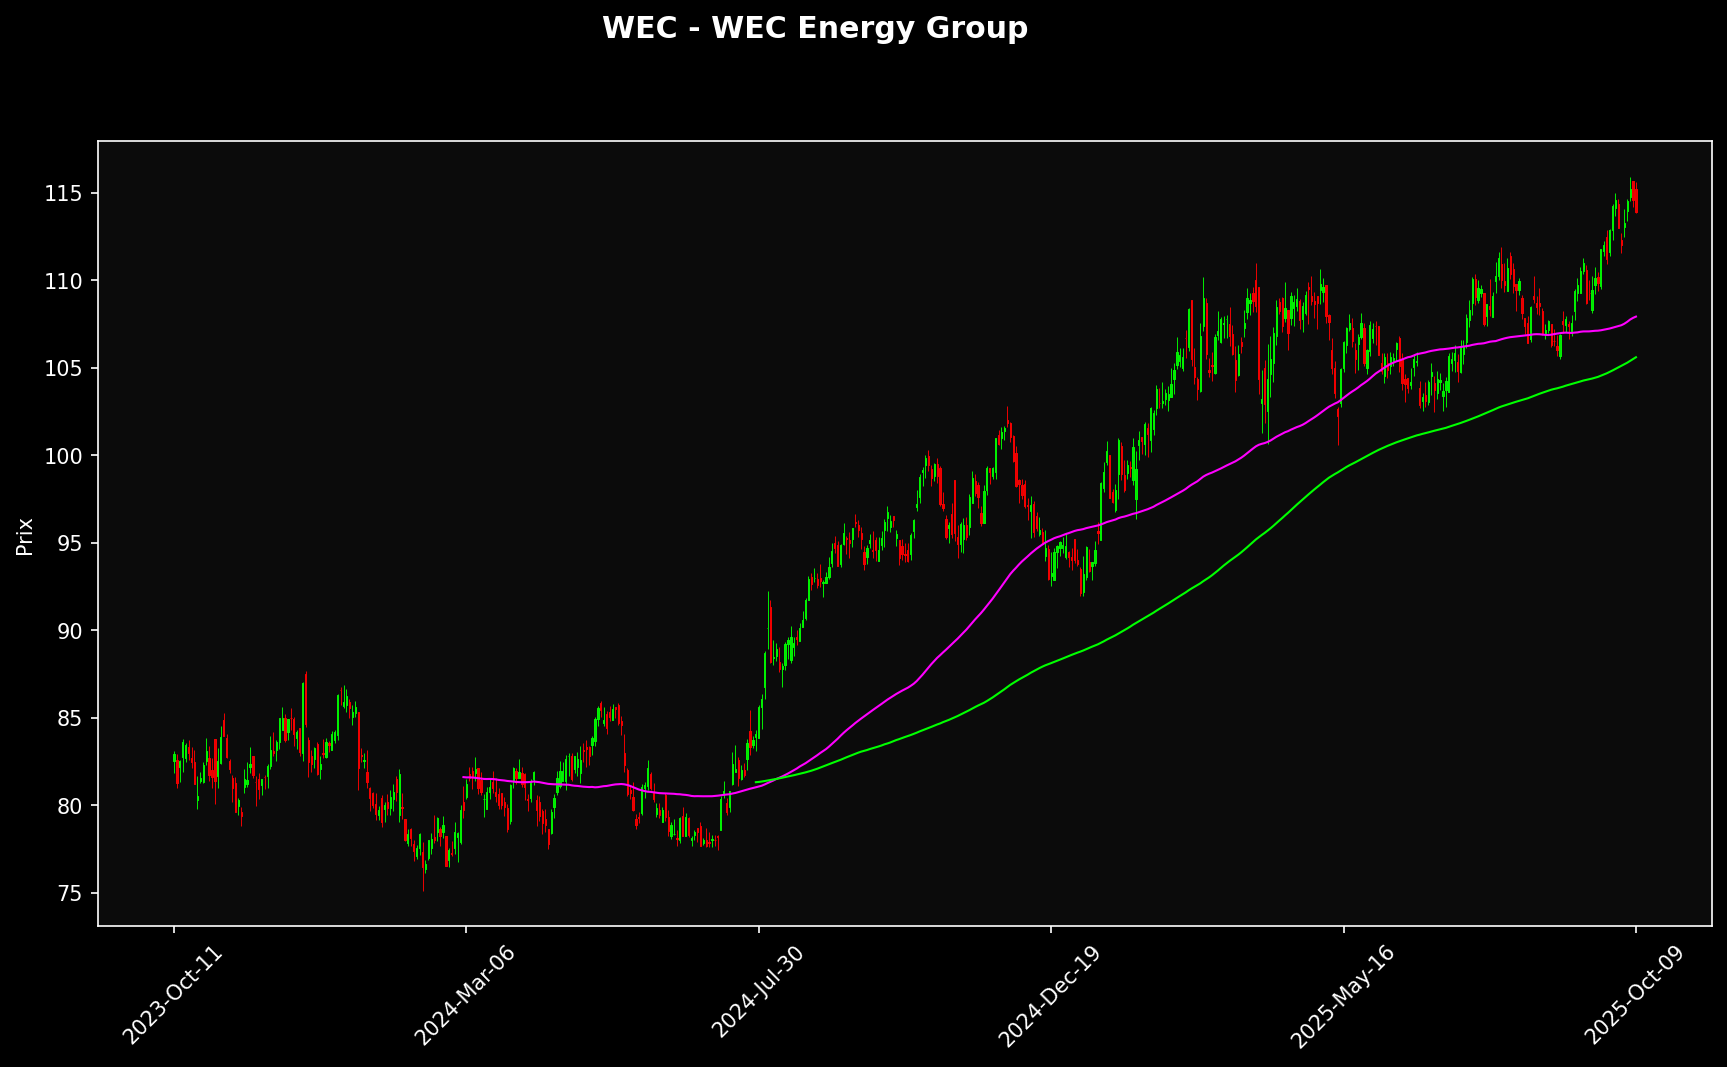 WEC - WEC Energy Group
Prix
115
110
105
100
95
90
85
80
75
2023-Oct-11
2024-Mar-06
2024-Jul-30
2024-Dec-19
2025-May-16
2025-Oct-09